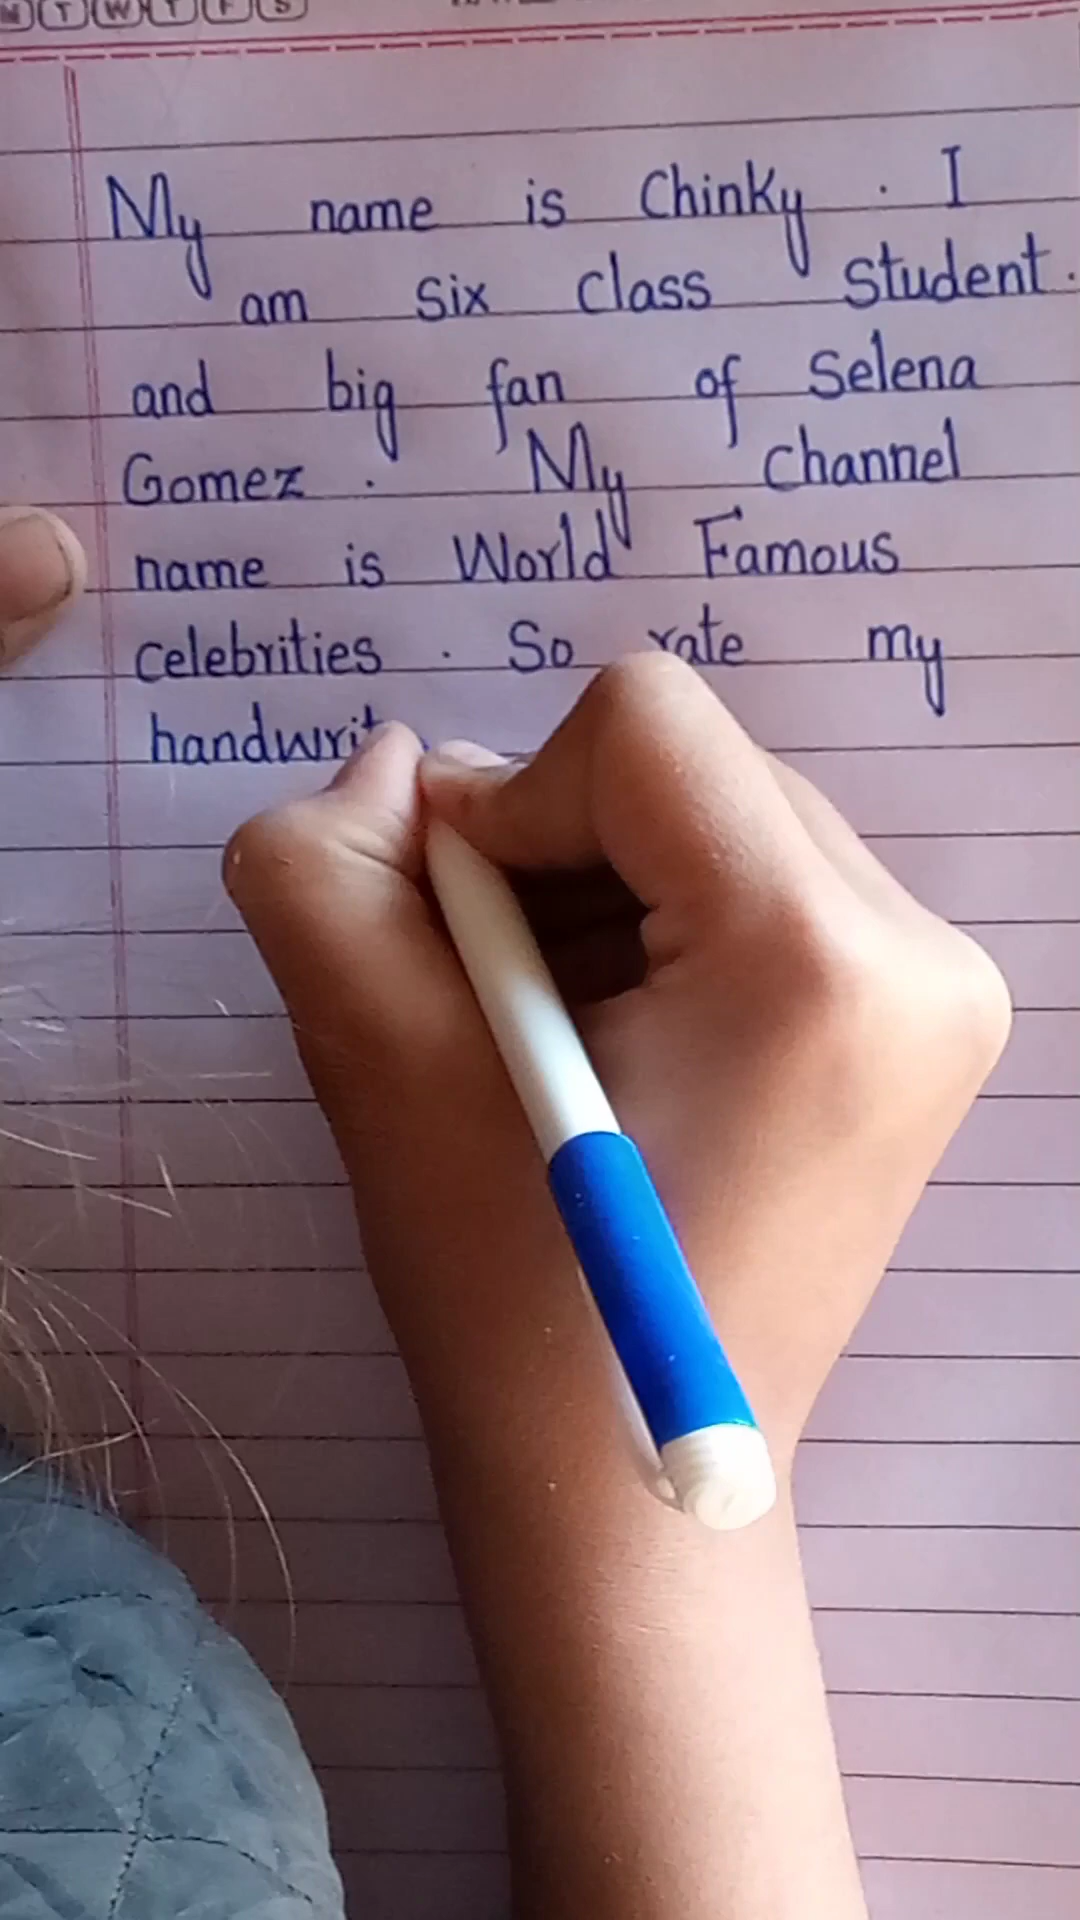 M T W T F S
My name is Chinky . I
am six class student .
and big fan of Selena
Gomez . My channel
name is World Famous
celebrities . So rate my
handwrit